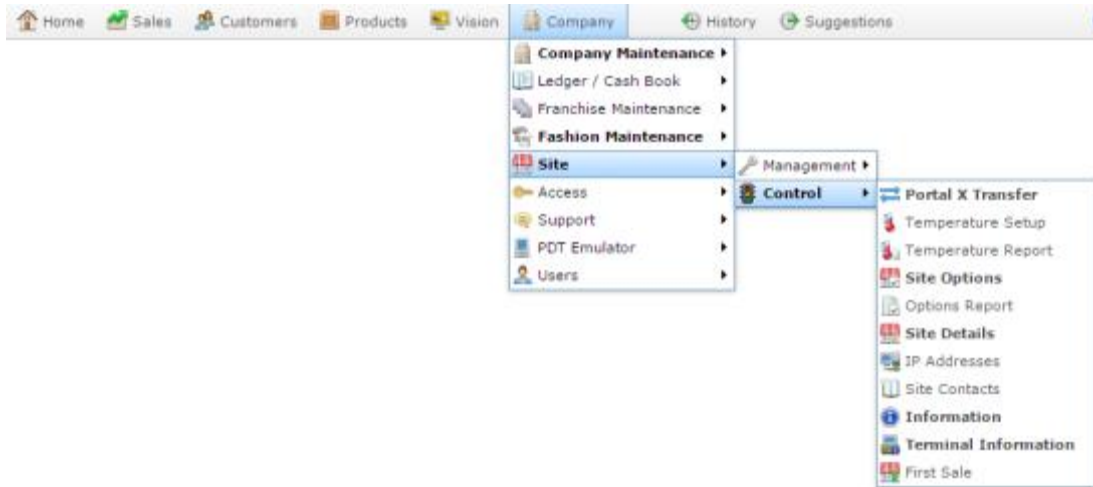 Home Sales Customers Products Vision Company History Suggestions
Company Maintenance
Ledger / Cash Book
Franchise Maintenance
Fashion Maintenance
Site
Access
Support
PDT Emulator
Users
Management
Control
Portal X Transfer
Temperature Setup
Temperature Report
Site Options
Options Report
Site Details
IP Addresses
Site Contacts
Information
Terminal Information
First Sale